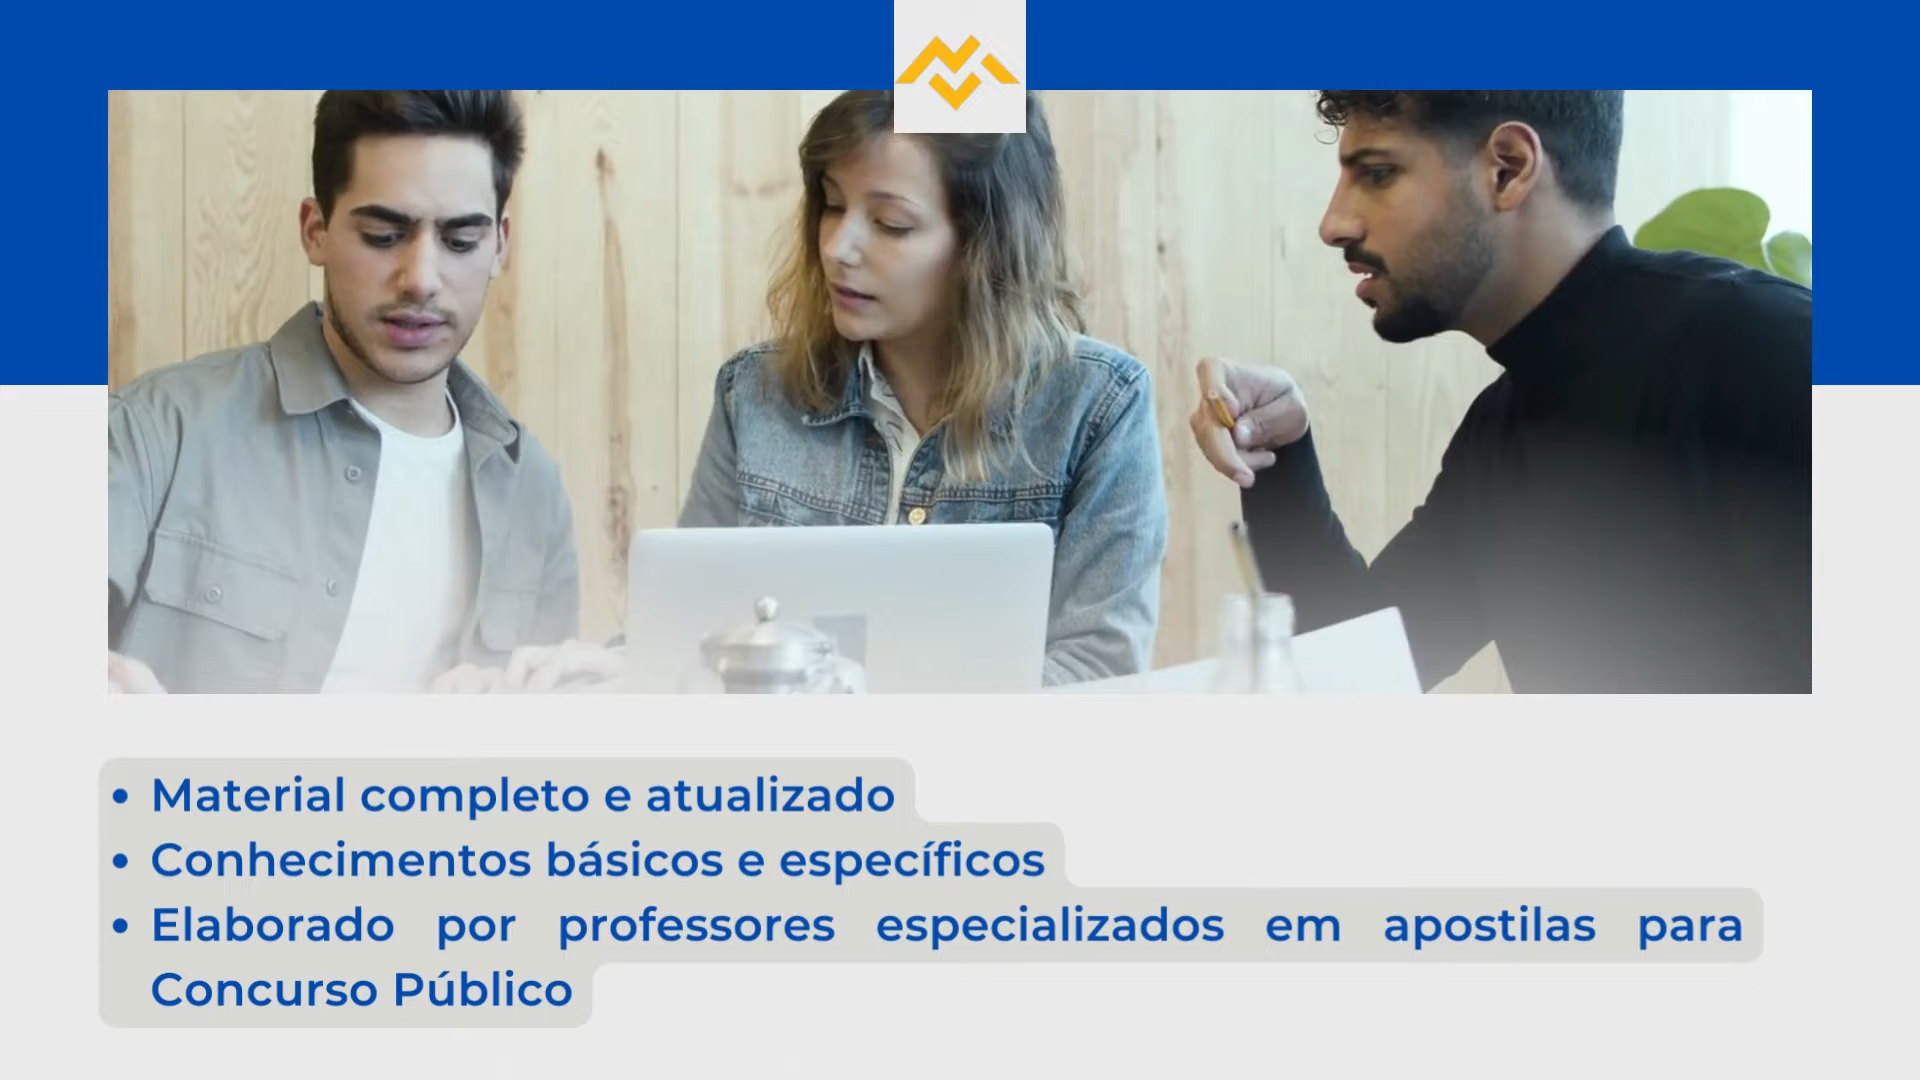 • Material completo e atualizado
• Conhecimentos básicos e específicos
• Elaborado por professores especializados em apostilas para
Concurso Público